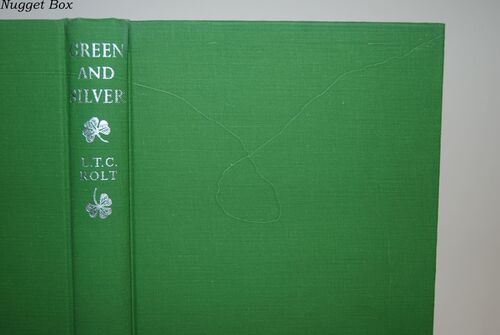 Nugget Box
GREEN
AND
SILVER
L.T.C.
ROLT